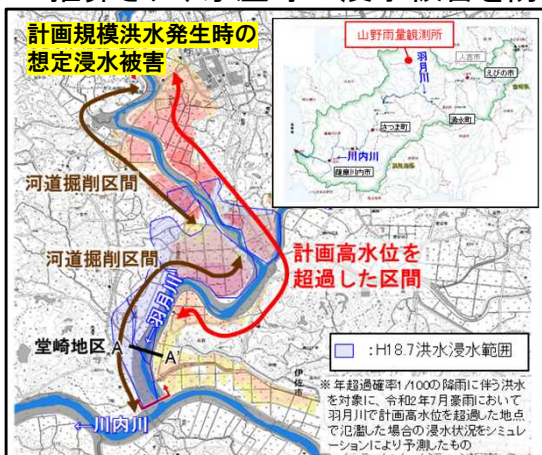 計画規模洪水発生時の
想定浸水被害
山野雨量観測所
人吉市
羽月川
えびの市
湧水町
さつま町
←川内川
薩摩川内市
河道掘削区間
河道掘削区間
計画高水位を
超過した区間
←羽月川
堂崎地区 A
A'
伊佐市
:H18.7洪水浸水範囲
←川内川
※年超過確率1/100の降雨に伴う洪水
を対象に、令和2年7月豪雨において
羽月川で計画高水位を超過した地点
で氾濫した場合の浸水状況をシミュレ
ーションにより予測したもの